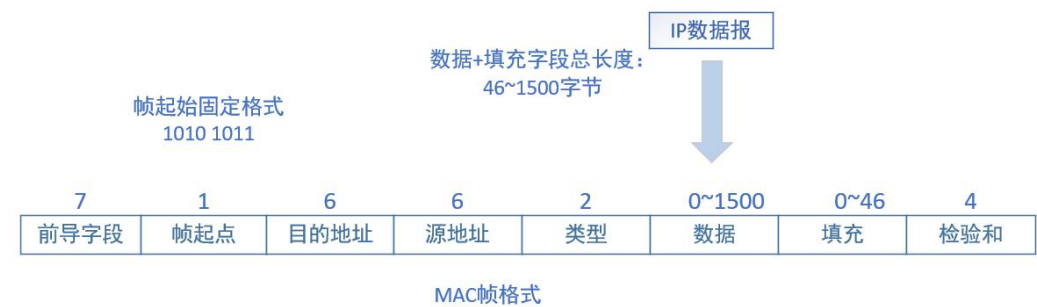 IP数据报
数据+填充字段总长度：
46~1500字节
帧起始固定格式
1010 1011
7 1 6 6 2 0~1500 0~46 4
前导字段 帧起点 目的地址 源地址 类型 数据 填充 检验和
MAC帧格式